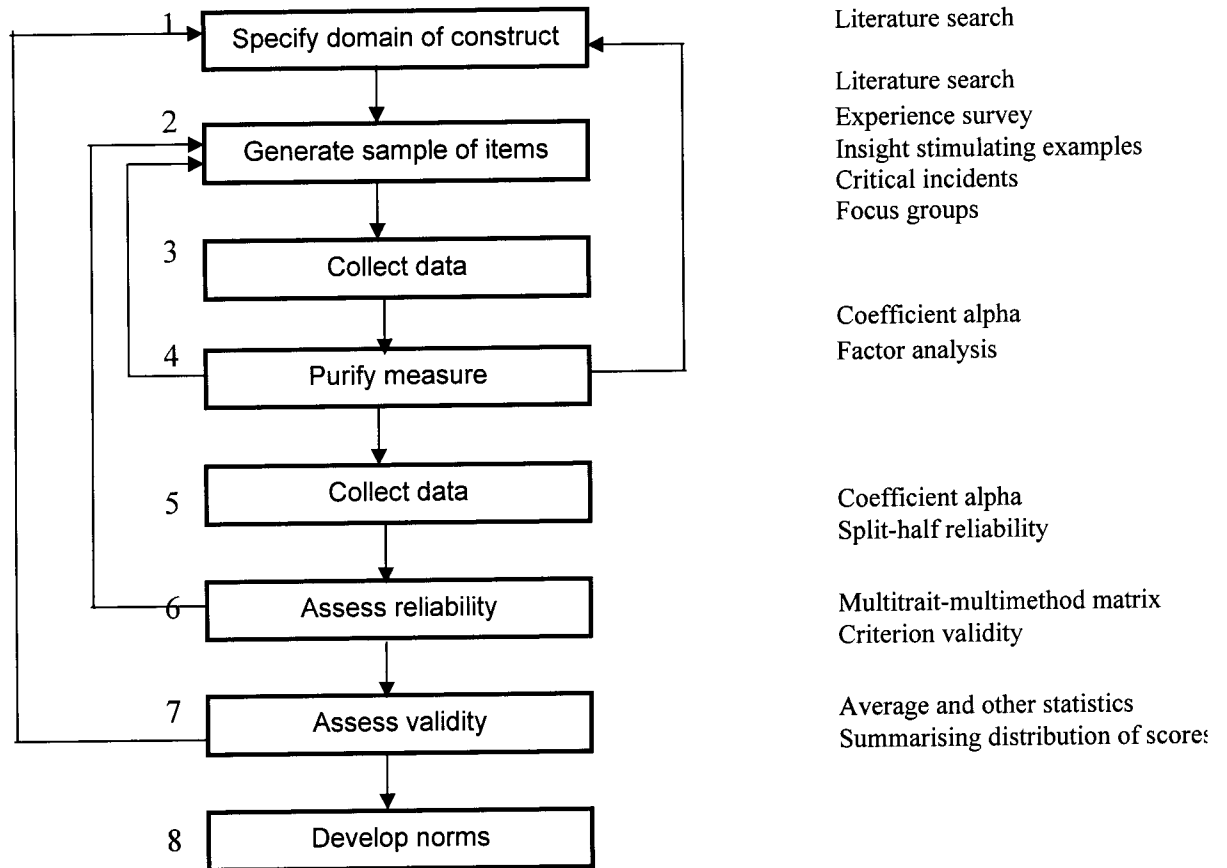 1
Specify domain of construct
Literature search
Literature search
2
Generate sample of items
Experience survey
Insight stimulating examples
Critical incidents
Focus groups
3
Collect data
Coefficient alpha
4
Purify measure
Factor analysis
5
Collect data
Coefficient alpha
Split-half reliability
6
Assess reliability
Multitrait-multimethod matrix
Criterion validity
7
Assess validity
Average and other statistics
Summarising distribution of scores
8
Develop norms